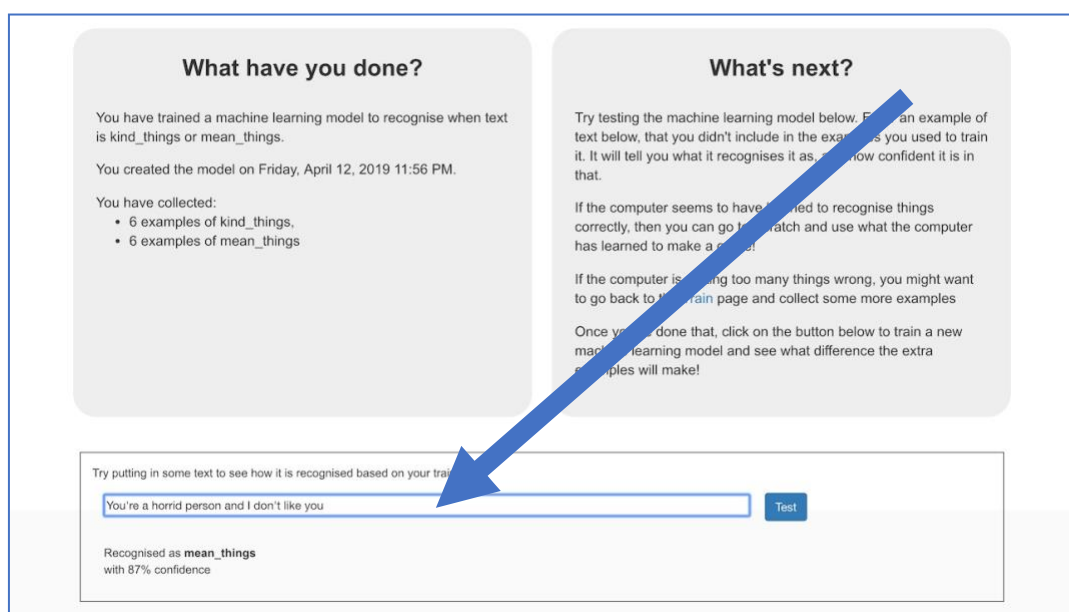 What have you done?
You have trained a machine learning model to recognise when text
is kind_things or mean_things.
You created the model on Friday, April 12, 2019 11:56 PM.
You have collected:
• 6 examples of kind_things,
• 6 examples of mean_things
What's next?
Try testing the machine learning model below. an example of
text below, that you didn't include in the you used to train
it. It will tell you what it recognises it as, how confident it is in
that.
If the computer seems to have to recognise things
correctly, then you can go to and use what the computer
has learned to make a
If the computer is too many things wrong, you might want
to go back to page and collect some more examples
Once done that, click on the button below to train a new
learning model and see what difference the extra
will make!
Try putting in some text to see how it is recognised based on your
You're a horrid person and I don't like you
Test
Recognised as mean_things
with 87% confidence